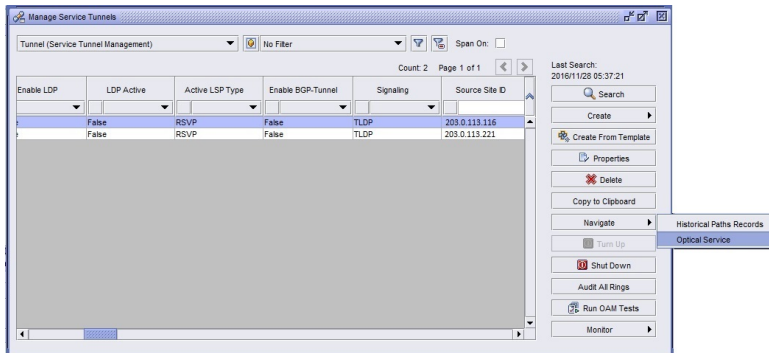 Manage Service Tunnels
Tunnel (Service Tunnel Management) No Filter Span On:
Count: 2 Page 1 of 1
Last Search:
2016/11/28 05:37:21
Enable LDP LDP Active Active LSP Type Enable BGP-Tunnel Signaling Source Site ID
False RSVP False TLDP 203.0.113.116
False RSVP False TLDP 203.0.113.221
Search
Create
Create From Template
Properties
Delete
Copy to Clipboard
Navigate
Historical Paths Records
Optical Service
Turn Up
Shut Down
Audit All Rings
Run OAM Tests
Monitor